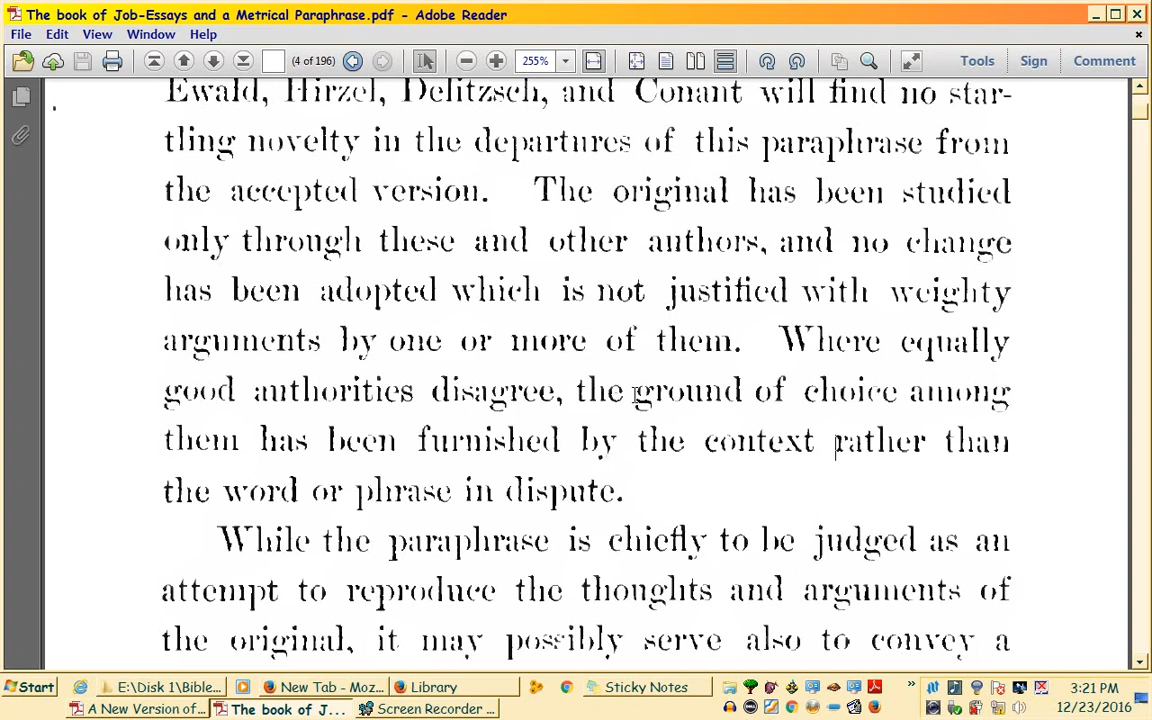 The book of Job-Essays and a Metrical Paraphrase.pdf - Adobe Reader
File Edit View Window Help
(4 of 196) 255% Tools Sign Comment
Ewald, Hirzel, Delitzsch, and Conant will find no star-
tling novelty in the departures of this paraphrase from
the accepted version. The original has been studied
only through these and other authors, and no change
has been adopted which is not justified with weighty
arguments by one or more of them. Where equally
good authorities disagree, the ground of choice among
them has been furnished by the context rather than
the word or phrase in dispute.
While the paraphrase is chiefly to be judged as an
attempt to reproduce the thoughts and arguments of
the original, it may possibly serve also to convey a
Start E:\Disk 1\Bible... New Tab - Moz... Library Sticky Notes 3:21 PM
A New Version of... The book of J... Screen Recorder ... 12/23/2016